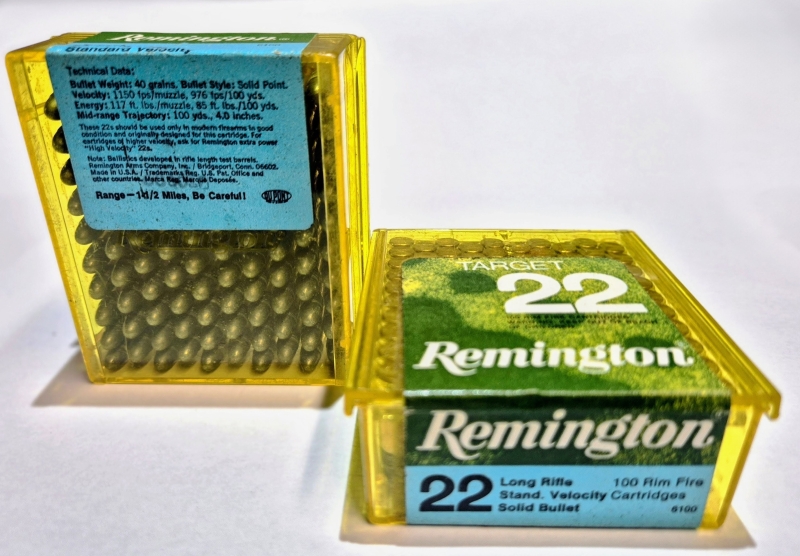 Remington
Standard Velocity
Technical Data:
Bullet Weight: 40 grains. Bullet Style: Solid Point.
Velocity: 1150 fps/muzzle, 976 fps/100 yds.
Energy: 117 ft. lbs./muzzle, 85 ft. lbs./100 yds.
Mid-range Trajectory: 100 yds., 4.0 inches.
These 22s should be used only in modern firearms in good
condition and originally designed for this cartridge. For
cartridges of higher velocity, ask for Remington extra power
"High Velocity" 22s.
Note: Ballistics developed in rifle length test barrels.
Remington Arms Company, Inc. / Bridgeport, Conn. 06602.
Made in U.S.A. / Trademarks Reg. U.S. Pat. Office and
other countries. Marca Reg. Marque Deposée.
Range—1-1/2 Miles, Be Careful!
DU PONT
TARGET
22
Remington
Remington
22 Long Rifle 100 Rim Fire
Stand. Velocity Cartridges
Solid Bullet 6100